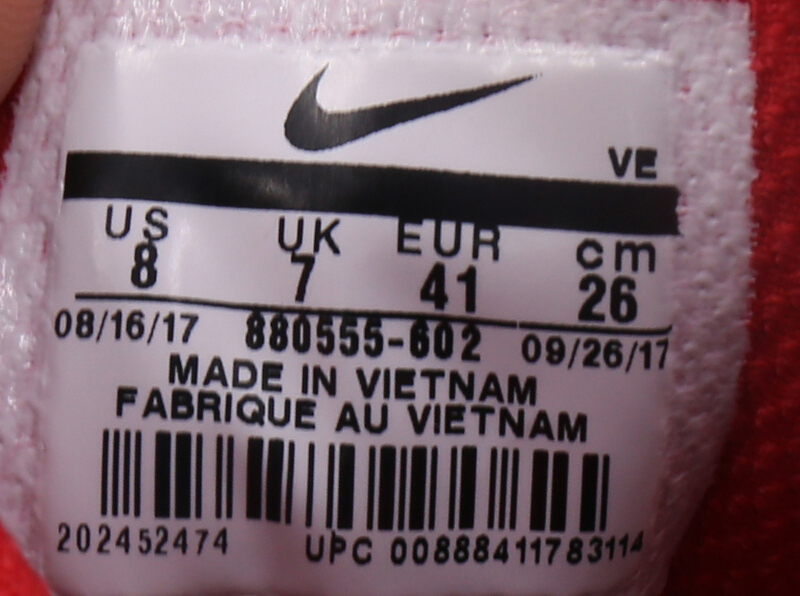 VE
US UK EUR cm
8 7 41 26
08/16/17 880555-602 09/26/17
MADE IN VIETNAM
FABRIQUE AU VIETNAM
202452474 UPC 00888411783114